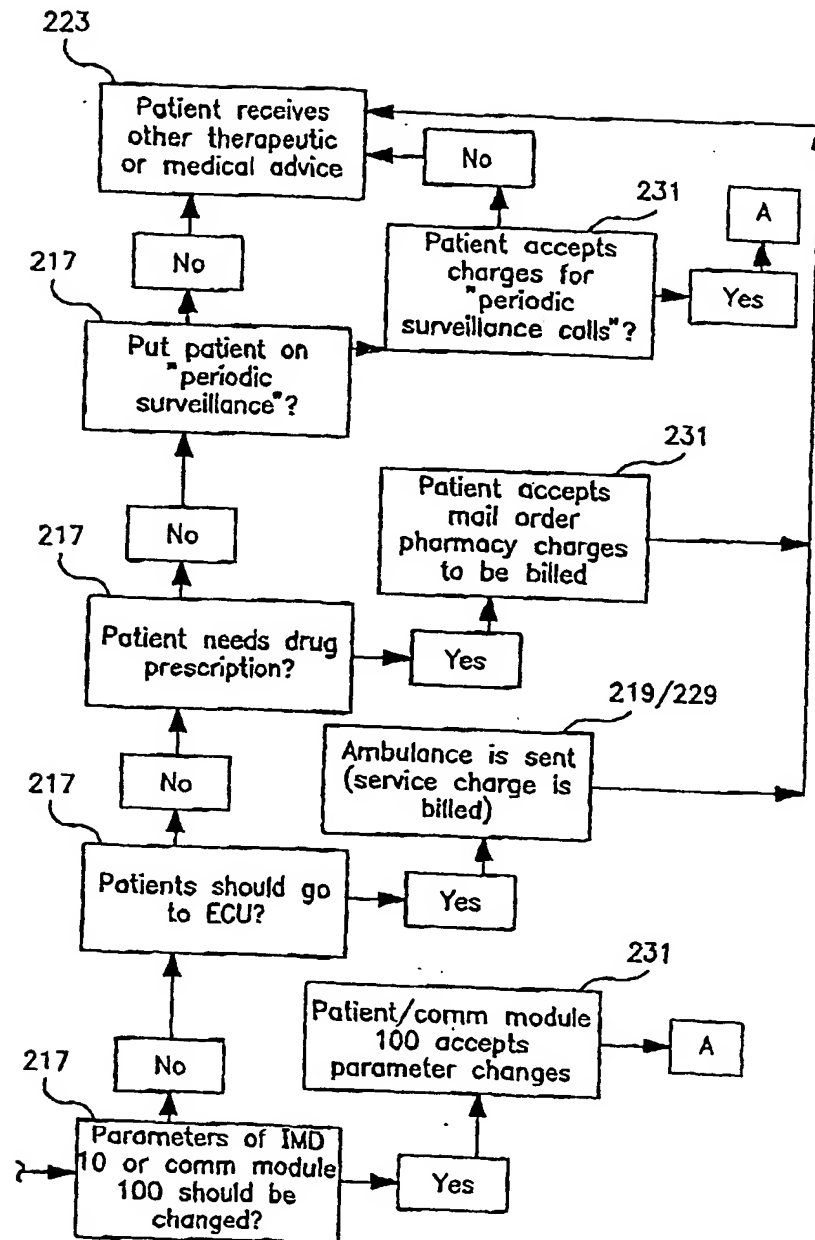 223
Patient receives
other therapeutic
or medical advice
No
231
A
No
217
Patient accepts
charges for
"periodic
surveillance calls"?
Yes
Put patient on
"periodic
surveillance"?
231
Patient accepts
mail order
pharmacy charges
to be billed
No
217
Patient needs drug
prescription?
Yes
219/229
Ambulance is sent
(service charge is
billed)
No
217
Patients should go
to ECU?
Yes
231
Patient/comm module
100 accepts
parameter changes
A
No
217
Parameters of IMD
10 or comm module
100 should be
changed?
Yes